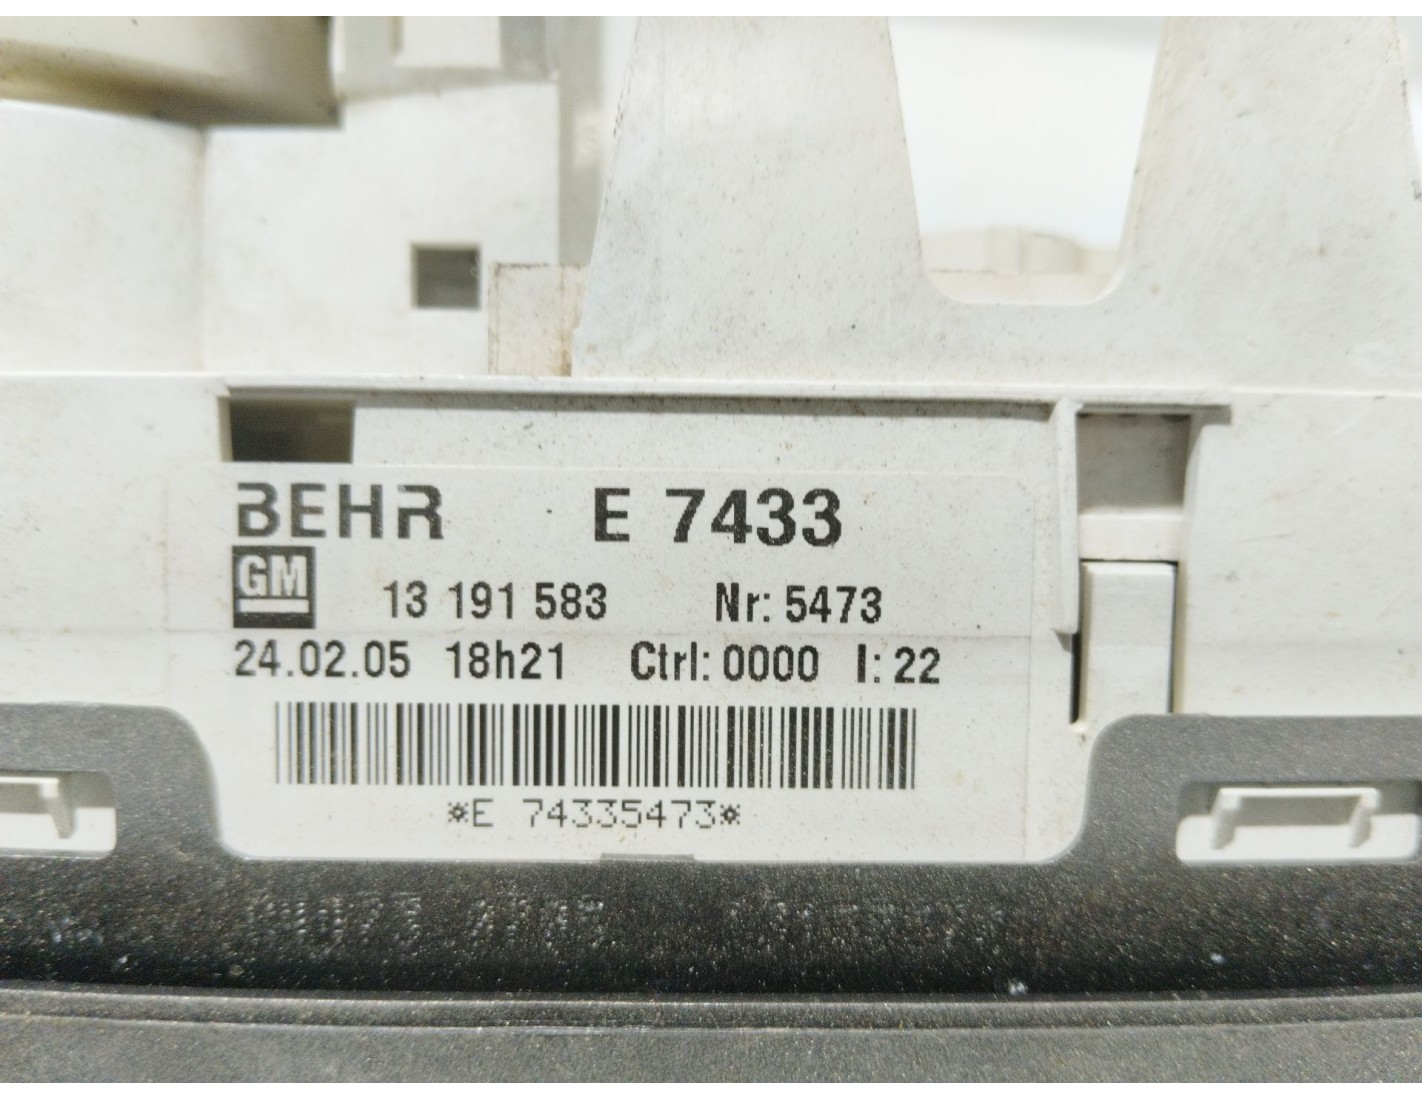 BEHR E 7433
GM 13 191 583 Nr: 5473
24.02.05 18h21 Ctrl: 0000 I: 22
*E 74335473*